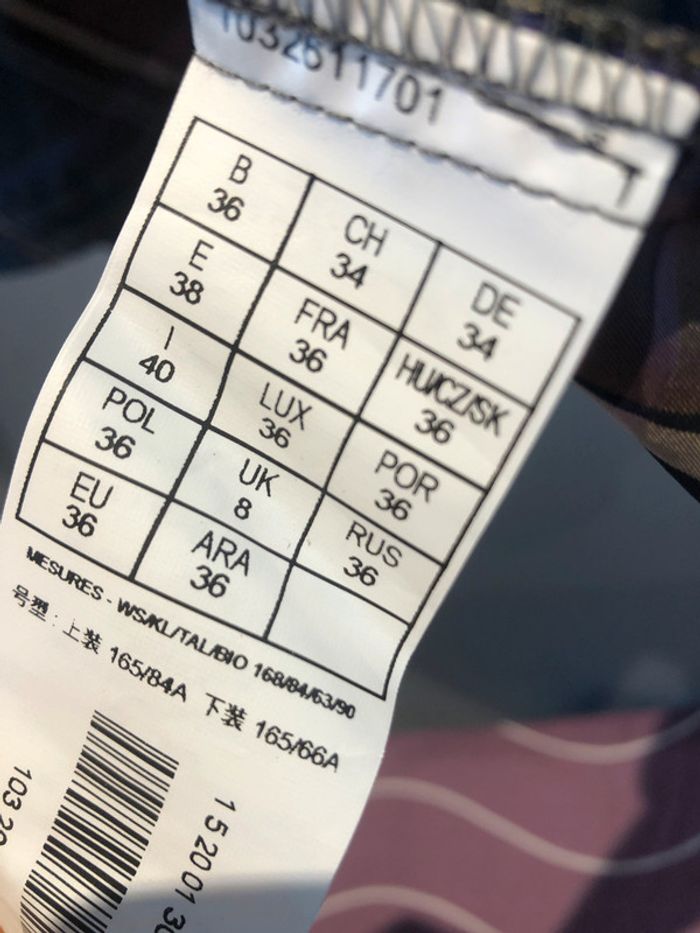 1032611701
B CH DE
36 34 34
E FRA HU/CZ/SK
38 36 36
I LUX POR
40 36 36
POL UK RUS
36 8 36
EU ARA
36 36
MESURES - WS/KL/TAL/BIO 168/84/63/90
号型 : 上装 165/84A 下装 165/66A